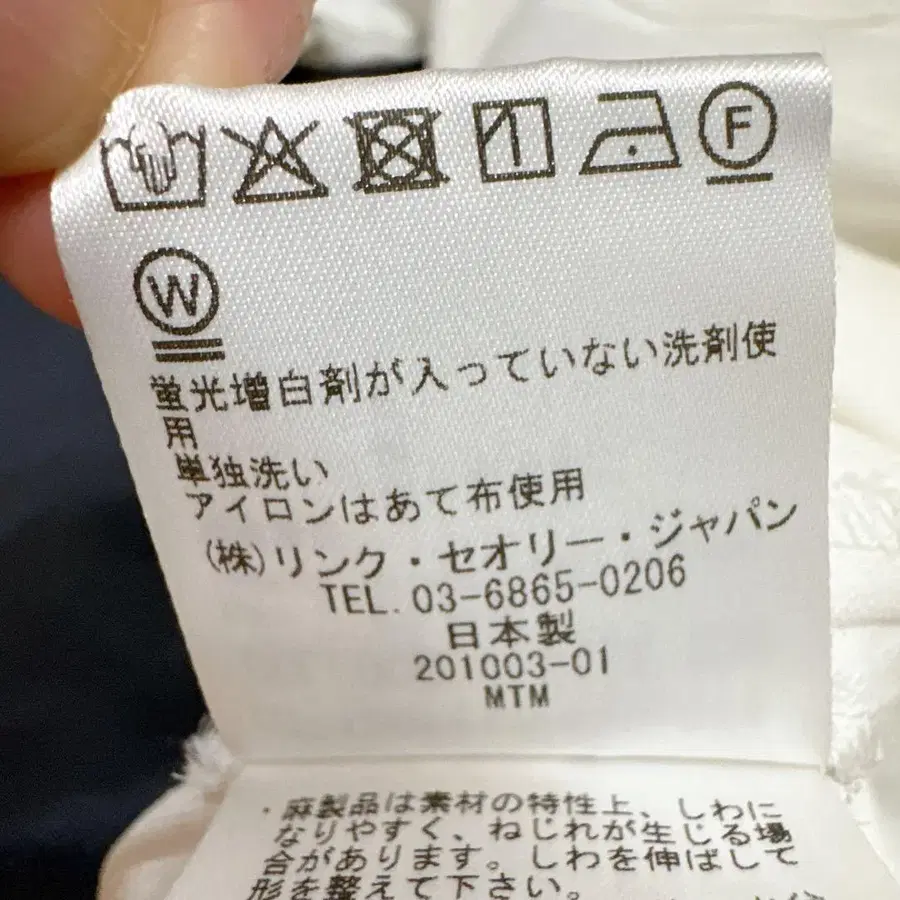 F
W
蛍光増白剤が入っていない洗剤使
用
単独洗い
アイロンはあて布使用
(株)リンク・セオリー・ジャパン
TEL. 03-6865-0206
日本製
201003-01
MTM
・麻製品は素材の特性上、しわに
なりやすく、ねじれが生じる場
合があります。しわを伸ばして
形を整えて下さい。